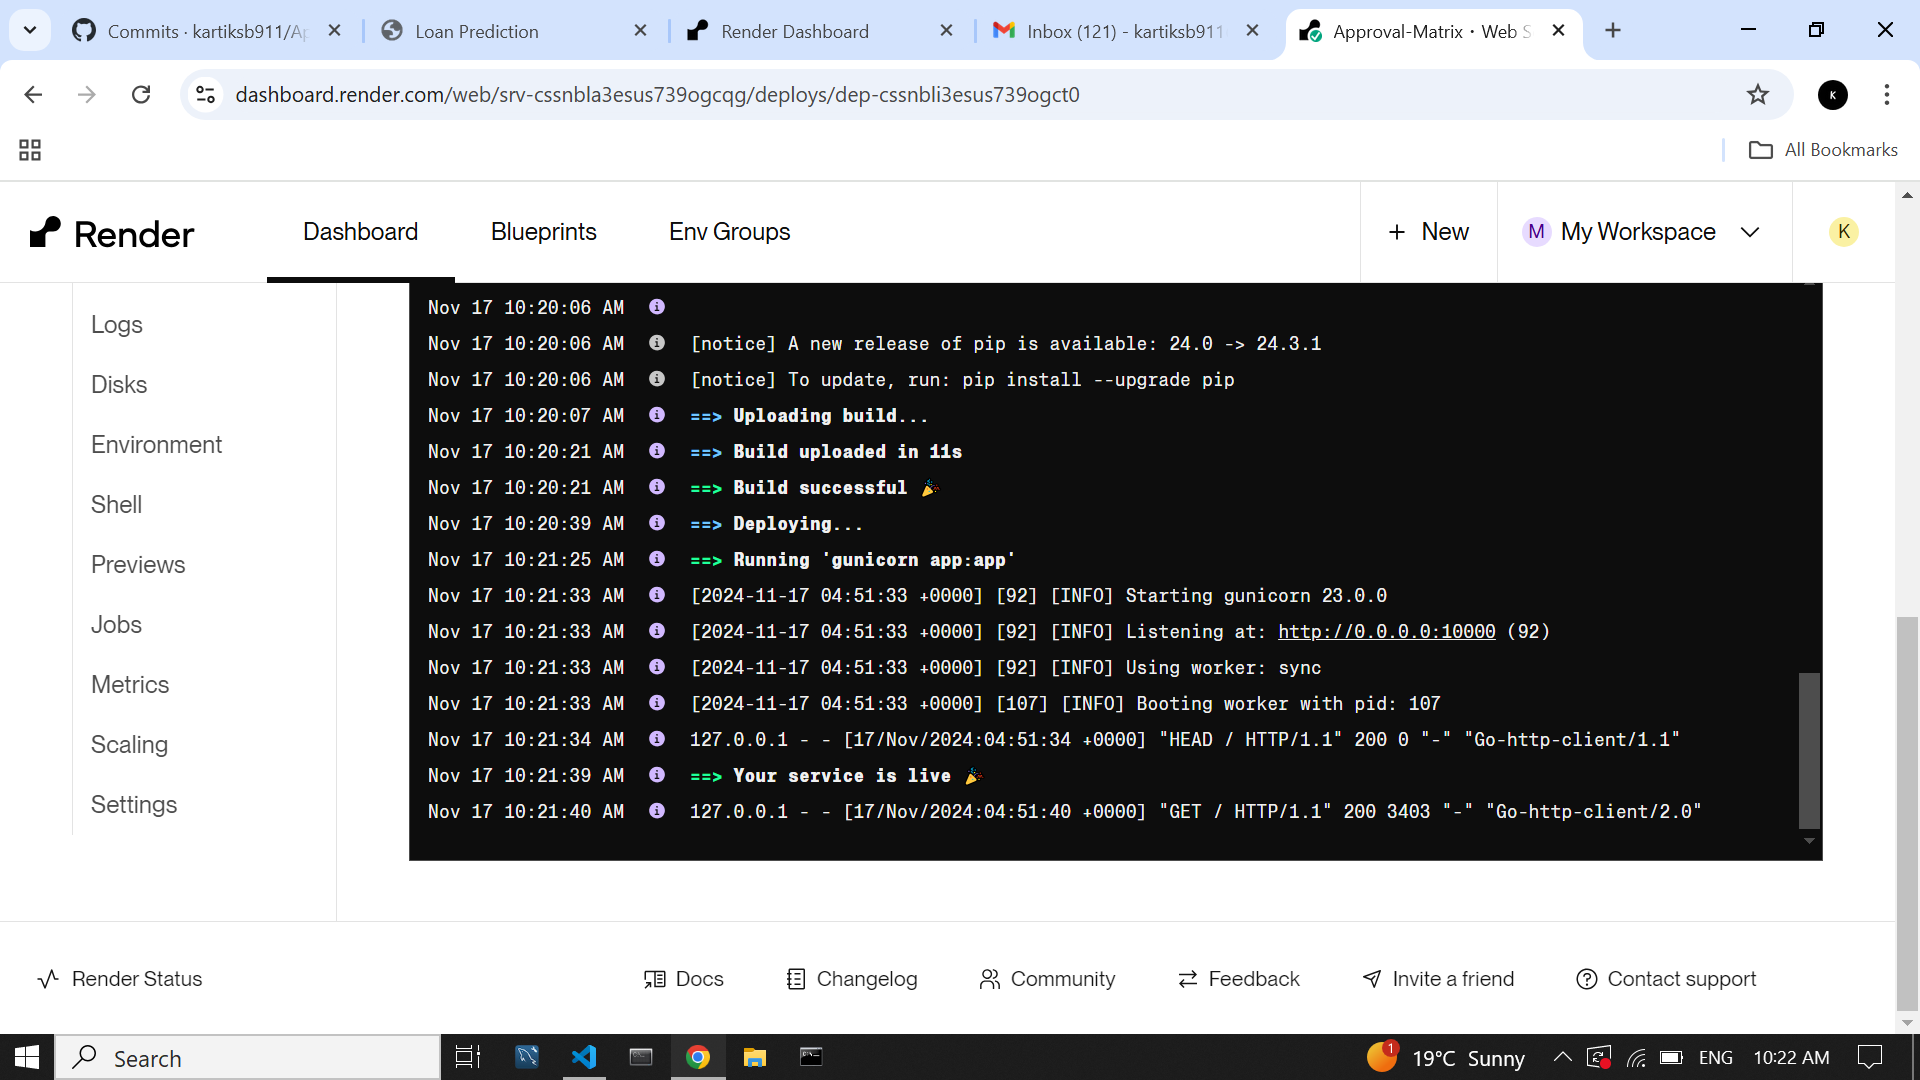 Commits · kartiksb911/Ap
Loan Prediction
Render Dashboard
Inbox (121) - kartiksb911
Approval-Matrix · Web S
dashboard.render.com/web/srv-cssnbla3esus739ogcqg/deploys/dep-cssnbli3esus739ogct0
K
All Bookmarks
Render
Dashboard
Blueprints
Env Groups
+ New
M My Workspace
K
Logs
Disks
Environment
Shell
Previews
Jobs
Metrics
Scaling
Settings
Nov 17 10:20:06 AM
Nov 17 10:20:06 AM [notice] A new release of pip is available: 24.0 -> 24.3.1
Nov 17 10:20:06 AM [notice] To update, run: pip install --upgrade pip
Nov 17 10:20:07 AM ==> Uploading build...
Nov 17 10:20:21 AM ==> Build uploaded in 11s
Nov 17 10:20:21 AM ==> Build successful 🎉
Nov 17 10:20:39 AM ==> Deploying...
Nov 17 10:21:25 AM ==> Running 'gunicorn app:app'
Nov 17 10:21:33 AM [2024-11-17 04:51:33 +0000] [92] [INFO] Starting gunicorn 23.0.0
Nov 17 10:21:33 AM [2024-11-17 04:51:33 +0000] [92] [INFO] Listening at: http://0.0.0.0:10000 (92)
Nov 17 10:21:33 AM [2024-11-17 04:51:33 +0000] [92] [INFO] Using worker: sync
Nov 17 10:21:33 AM [2024-11-17 04:51:33 +0000] [107] [INFO] Booting worker with pid: 107
Nov 17 10:21:34 AM 127.0.0.1 - - [17/Nov/2024:04:51:34 +0000] "HEAD / HTTP/1.1" 200 0 "-" "Go-http-client/1.1"
Nov 17 10:21:39 AM ==> Your service is live 🎉
Nov 17 10:21:40 AM 127.0.0.1 - - [17/Nov/2024:04:51:40 +0000] "GET / HTTP/1.1" 200 3403 "-" "Go-http-client/2.0"
Render Status
Docs
Changelog
Community
Feedback
Invite a friend
Contact support
Search
1
19°C Sunny
ENG
10:22 AM